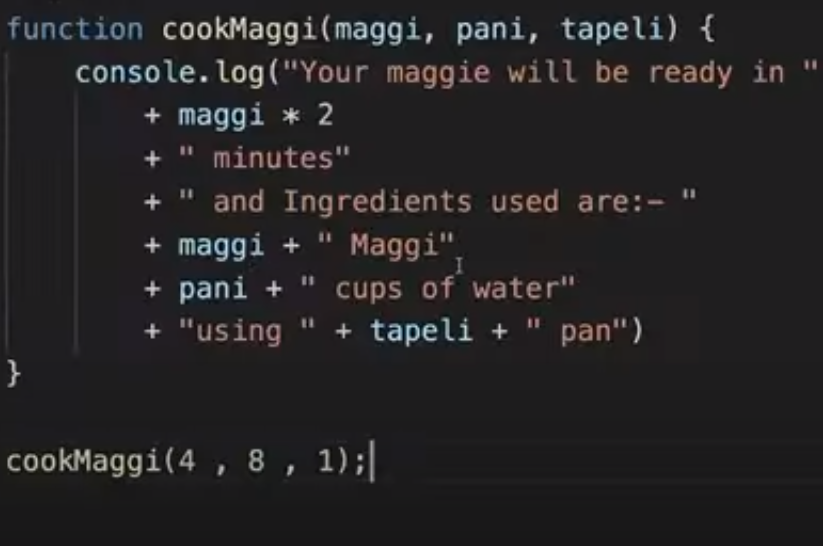 function cookMaggi(maggi, pani, tapeli) {
    console.log("Your maggie will be ready in "
        + maggi * 2
        + " minutes"
        + " and Ingredients used are:- "
        + maggi + " Maggi"
        + pani + " cups of water"
        + "using " + tapeli + " pan")
}

cookMaggi(4 , 8 , 1);